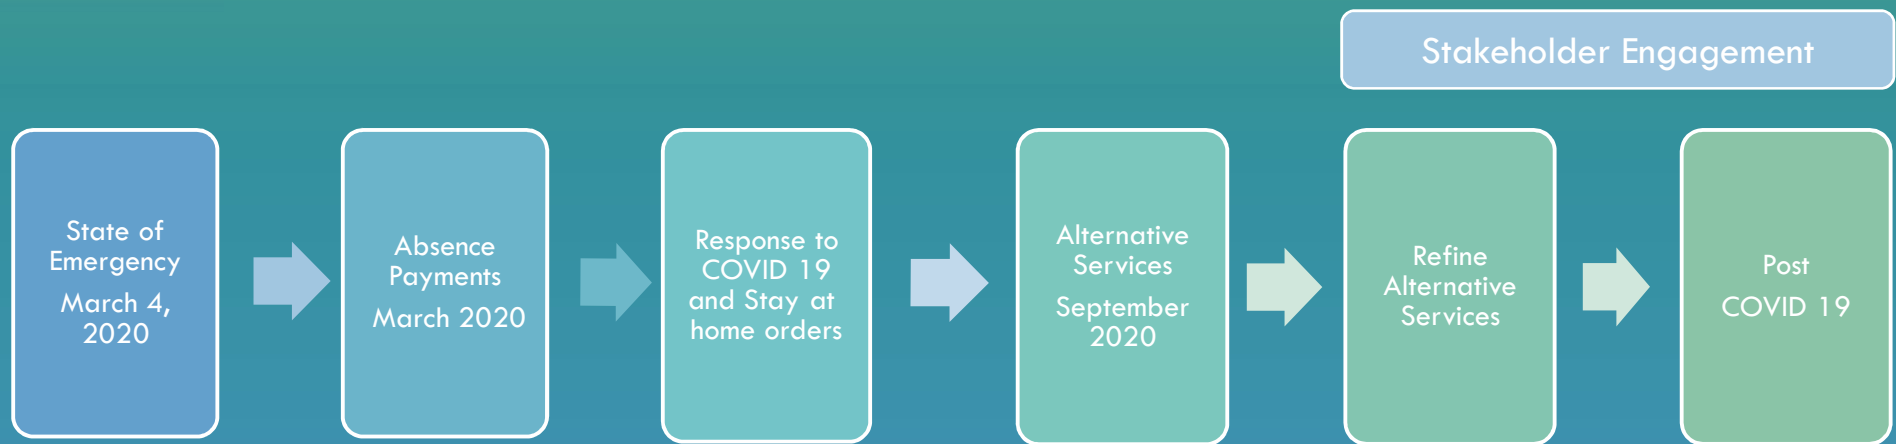 Stakeholder Engagement
State of
Emergency
March 4,
2020
Absence
Payments
March 2020
Response to
COVID 19
and Stay at
home orders
Alternative
Services
September
2020
Refine
Alternative
Services
Post
COVID 19